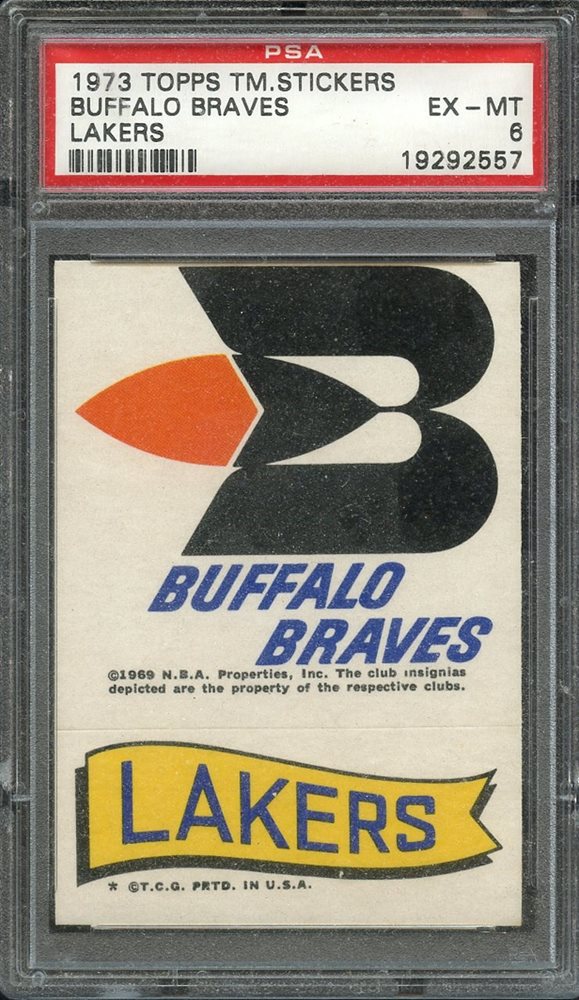 PSA
1973 TOPPS TM.STICKERS
BUFFALO BRAVES EX - MT
LAKERS 6
19292557
BUFFALO
BRAVES
©1969 N.B.A. Properties, Inc. The club insignias
depicted are the property of the respective clubs.
LAKERS
* ©T.C.G. PRTD. IN U.S.A.